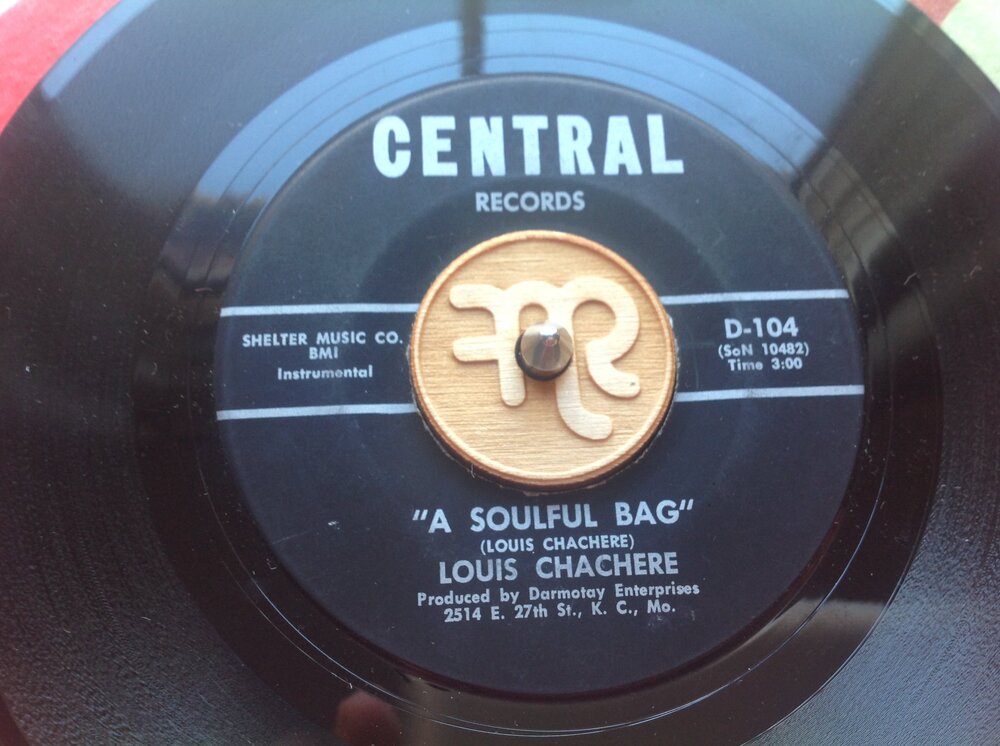 CENTRAL
RECORDS
SHELTER MUSIC CO.
BMI
Instrumental
D-104
(SoN 10482)
Time 3:00
"A SOULFUL BAG"
(LOUIS CHACHERE)
LOUIS CHACHERE
Produced by Darmotay Enterprises
2514 E. 27th St., K. C., Mo.